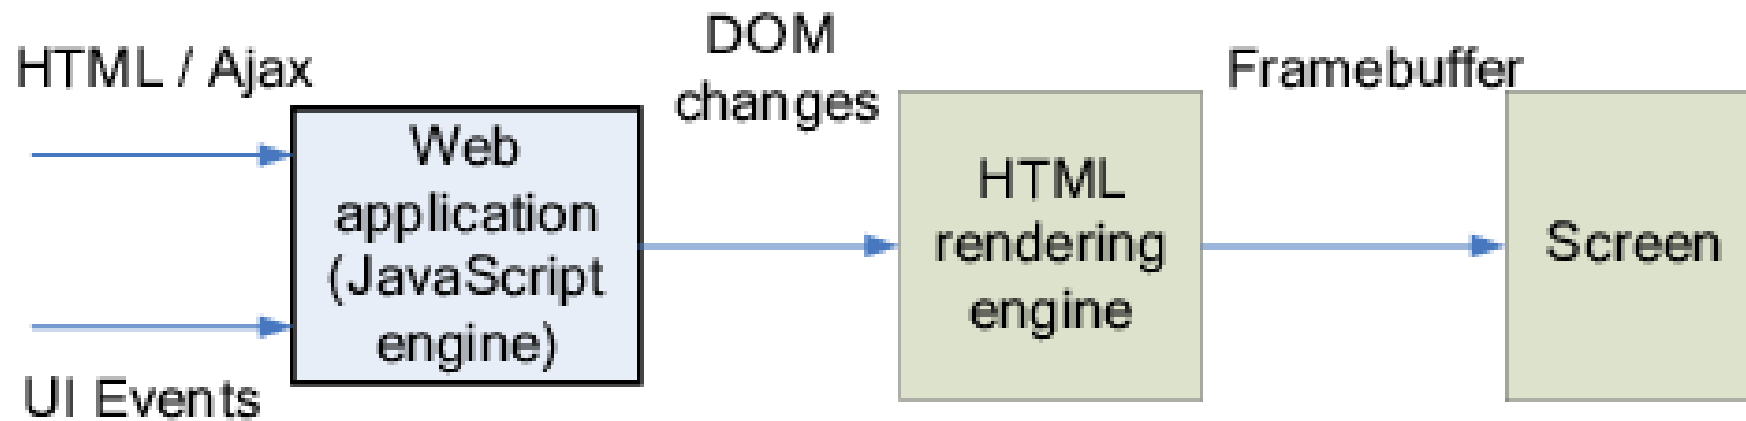 HTML / Ajax
UI Events
Web
application
(JavaScript
engine)
DOM
changes
HTML
rendering
engine
Framebuffer
Screen